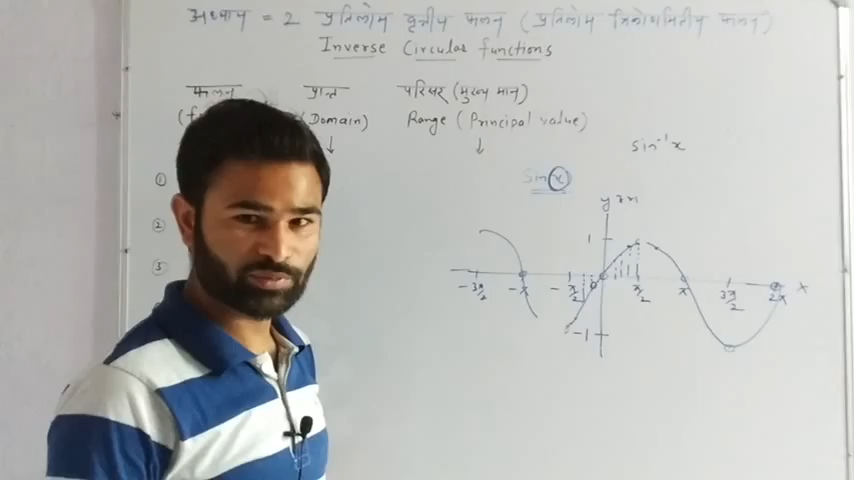 अध्याय = 2 प्रतिलोम वृत्तीय फलन (प्रतिलोम त्रिकोणमितीय फलन)
Inverse Circular functions
फलन प्रान्त परिसर (मुख्य मान)
(f (Domain) Range (Principal value)
↓ ↓
sin⁻¹ x
①
sin(x)
②
③
1
-3π/2 -π -π/2 π/2 π 3π/2 2π x
-1